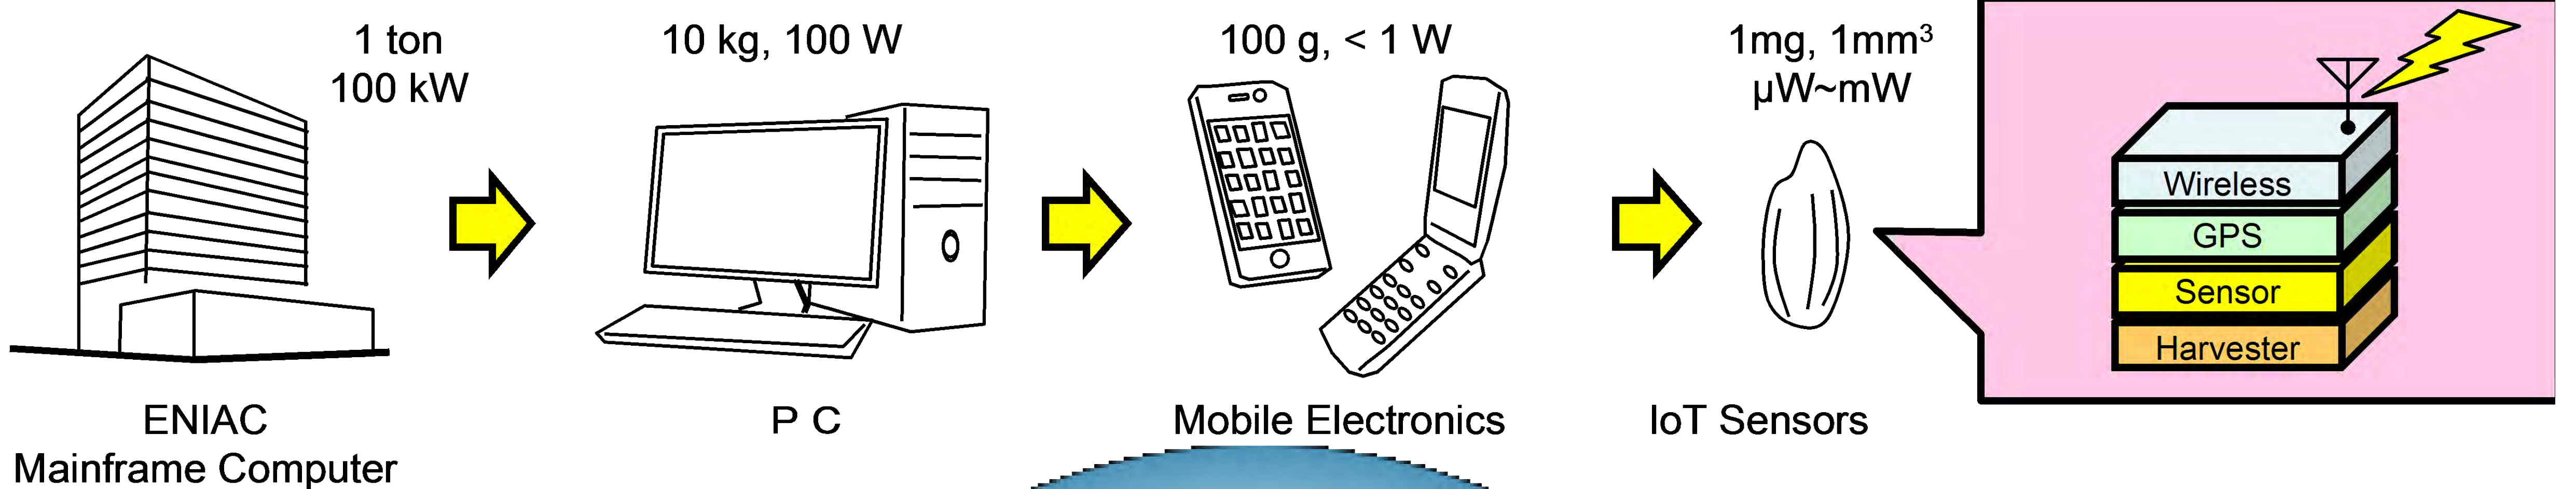 1 ton
100 kW
10 kg, 100 W
100 g, < 1 W
1mg, 1mm³
µW~mW
Wireless
GPS
Sensor
Harvester
ENIAC
Mainframe Computer
P C
Mobile Electronics
IoT Sensors